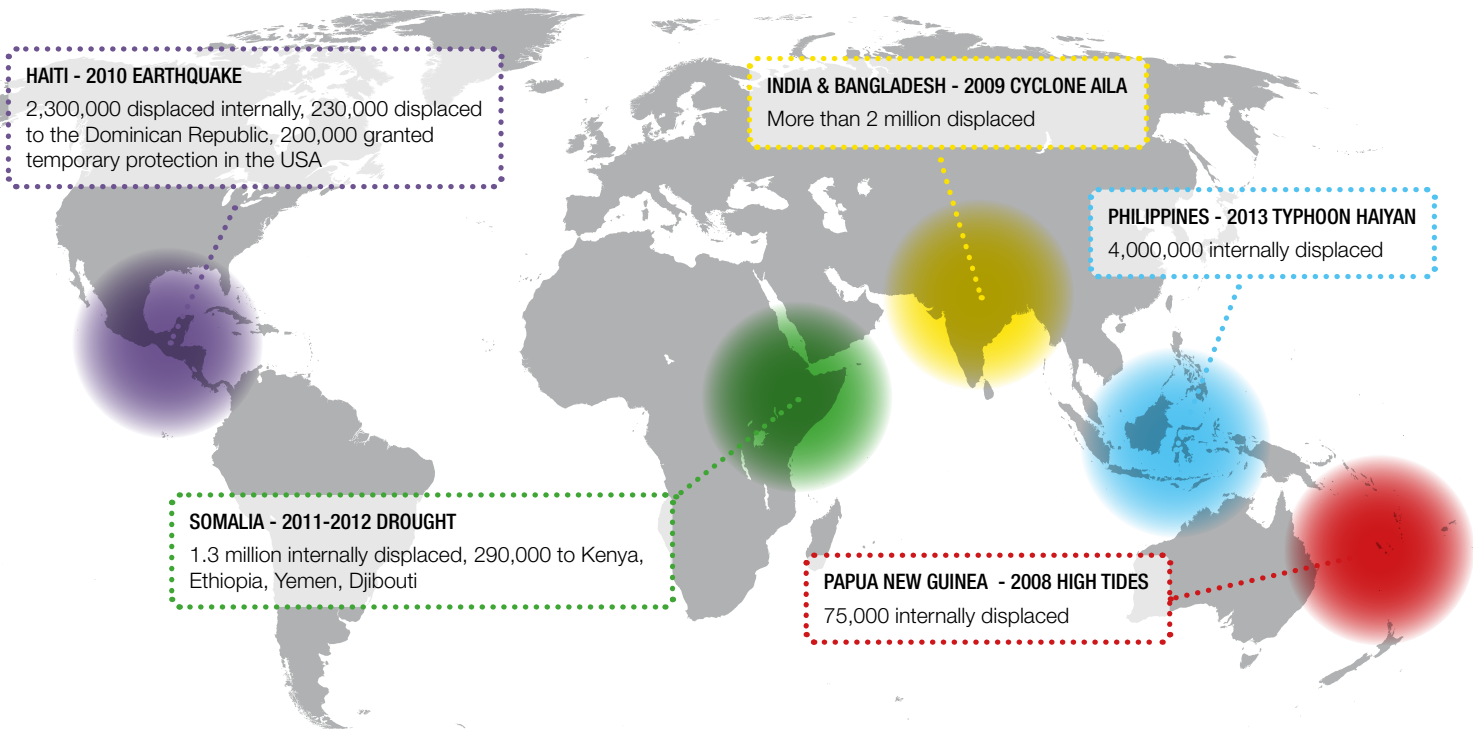 HAITI - 2010 EARTHQUAKE
2,300,000 displaced internally, 230,000 displaced
to the Dominican Republic, 200,000 granted
temporary protection in the USA
INDIA & BANGLADESH - 2009 CYCLONE AILA
More than 2 million displaced
PHILIPPINES - 2013 TYPHOON HAIYAN
4,000,000 internally displaced
SOMALIA - 2011-2012 DROUGHT
1.3 million internally displaced, 290,000 to Kenya,
Ethiopia, Yemen, Djibouti
PAPUA NEW GUINEA - 2008 HIGH TIDES
75,000 internally displaced